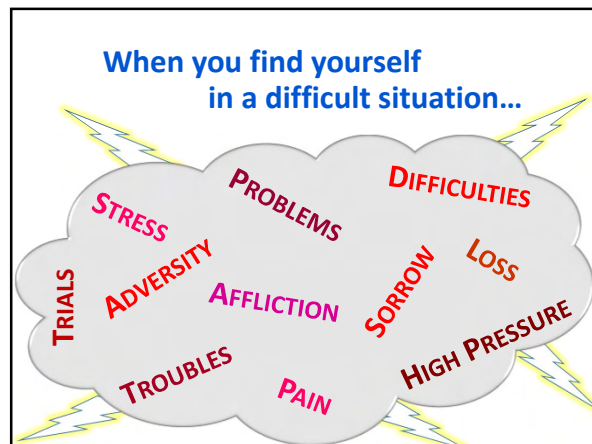 When you find yourself
in a difficult situation…
DIFFICULTIES
PROBLEMS
STRESS
LOSS
ADVERSITY
SORROW
AFFLICTION
TRIALS
HIGH PRESSURE
TROUBLES
PAIN